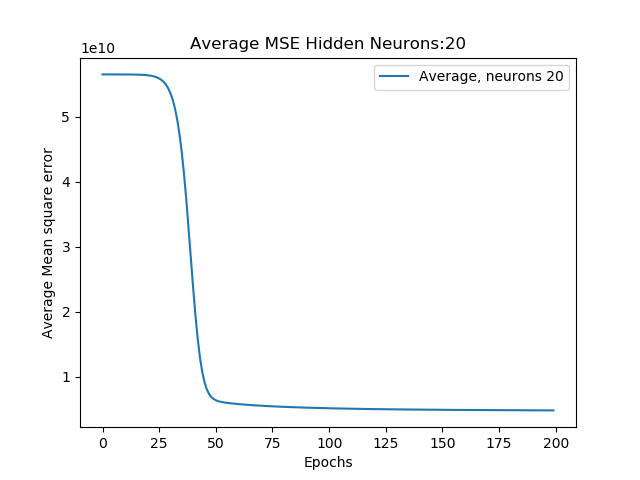 Average MSE Hidden Neurons:20
1e10
Average, neurons 20
5
4
3
2
1
Average Mean square error
0 25 50 75 100 125 150 175 200
Epochs